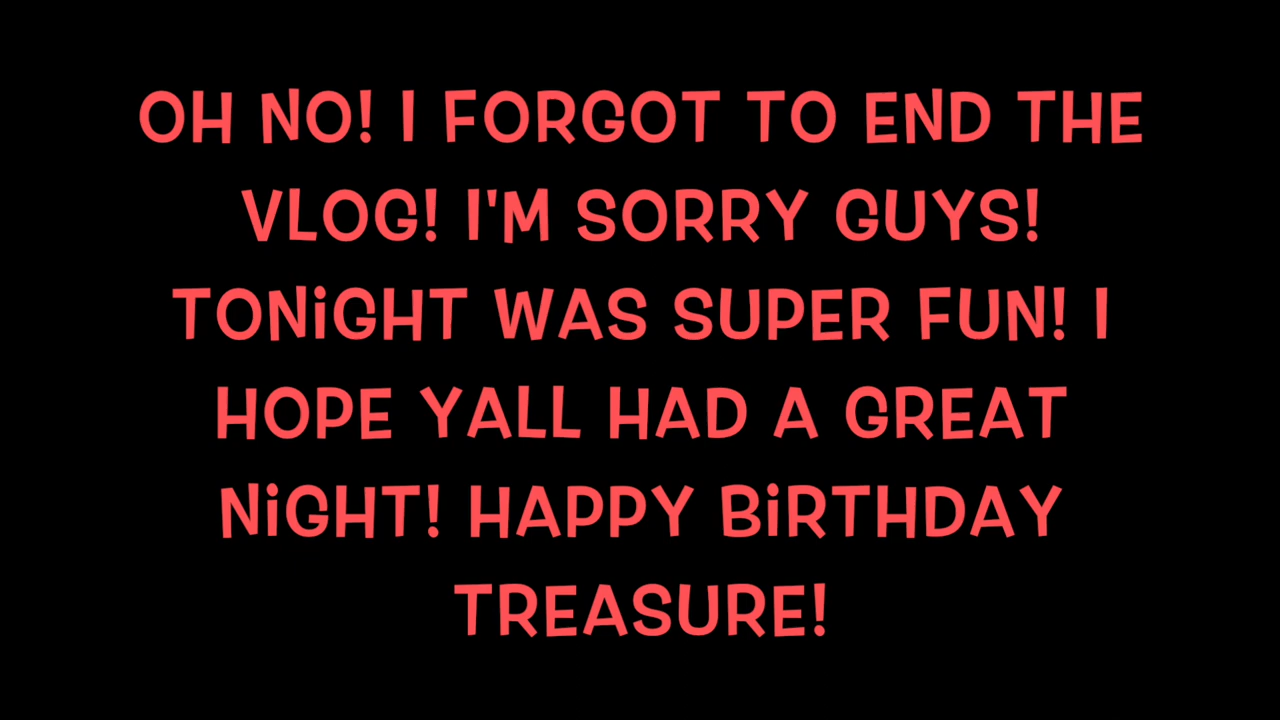 OH NO! I FORGOT TO END THE
VLOG! I'M SORRY GUYS!
TONiGHT WAS SUPER FUN! I
HOPE YALL HAD A GREAT
NiGHT! HAPPY BiRTHDAY
TREASURE!